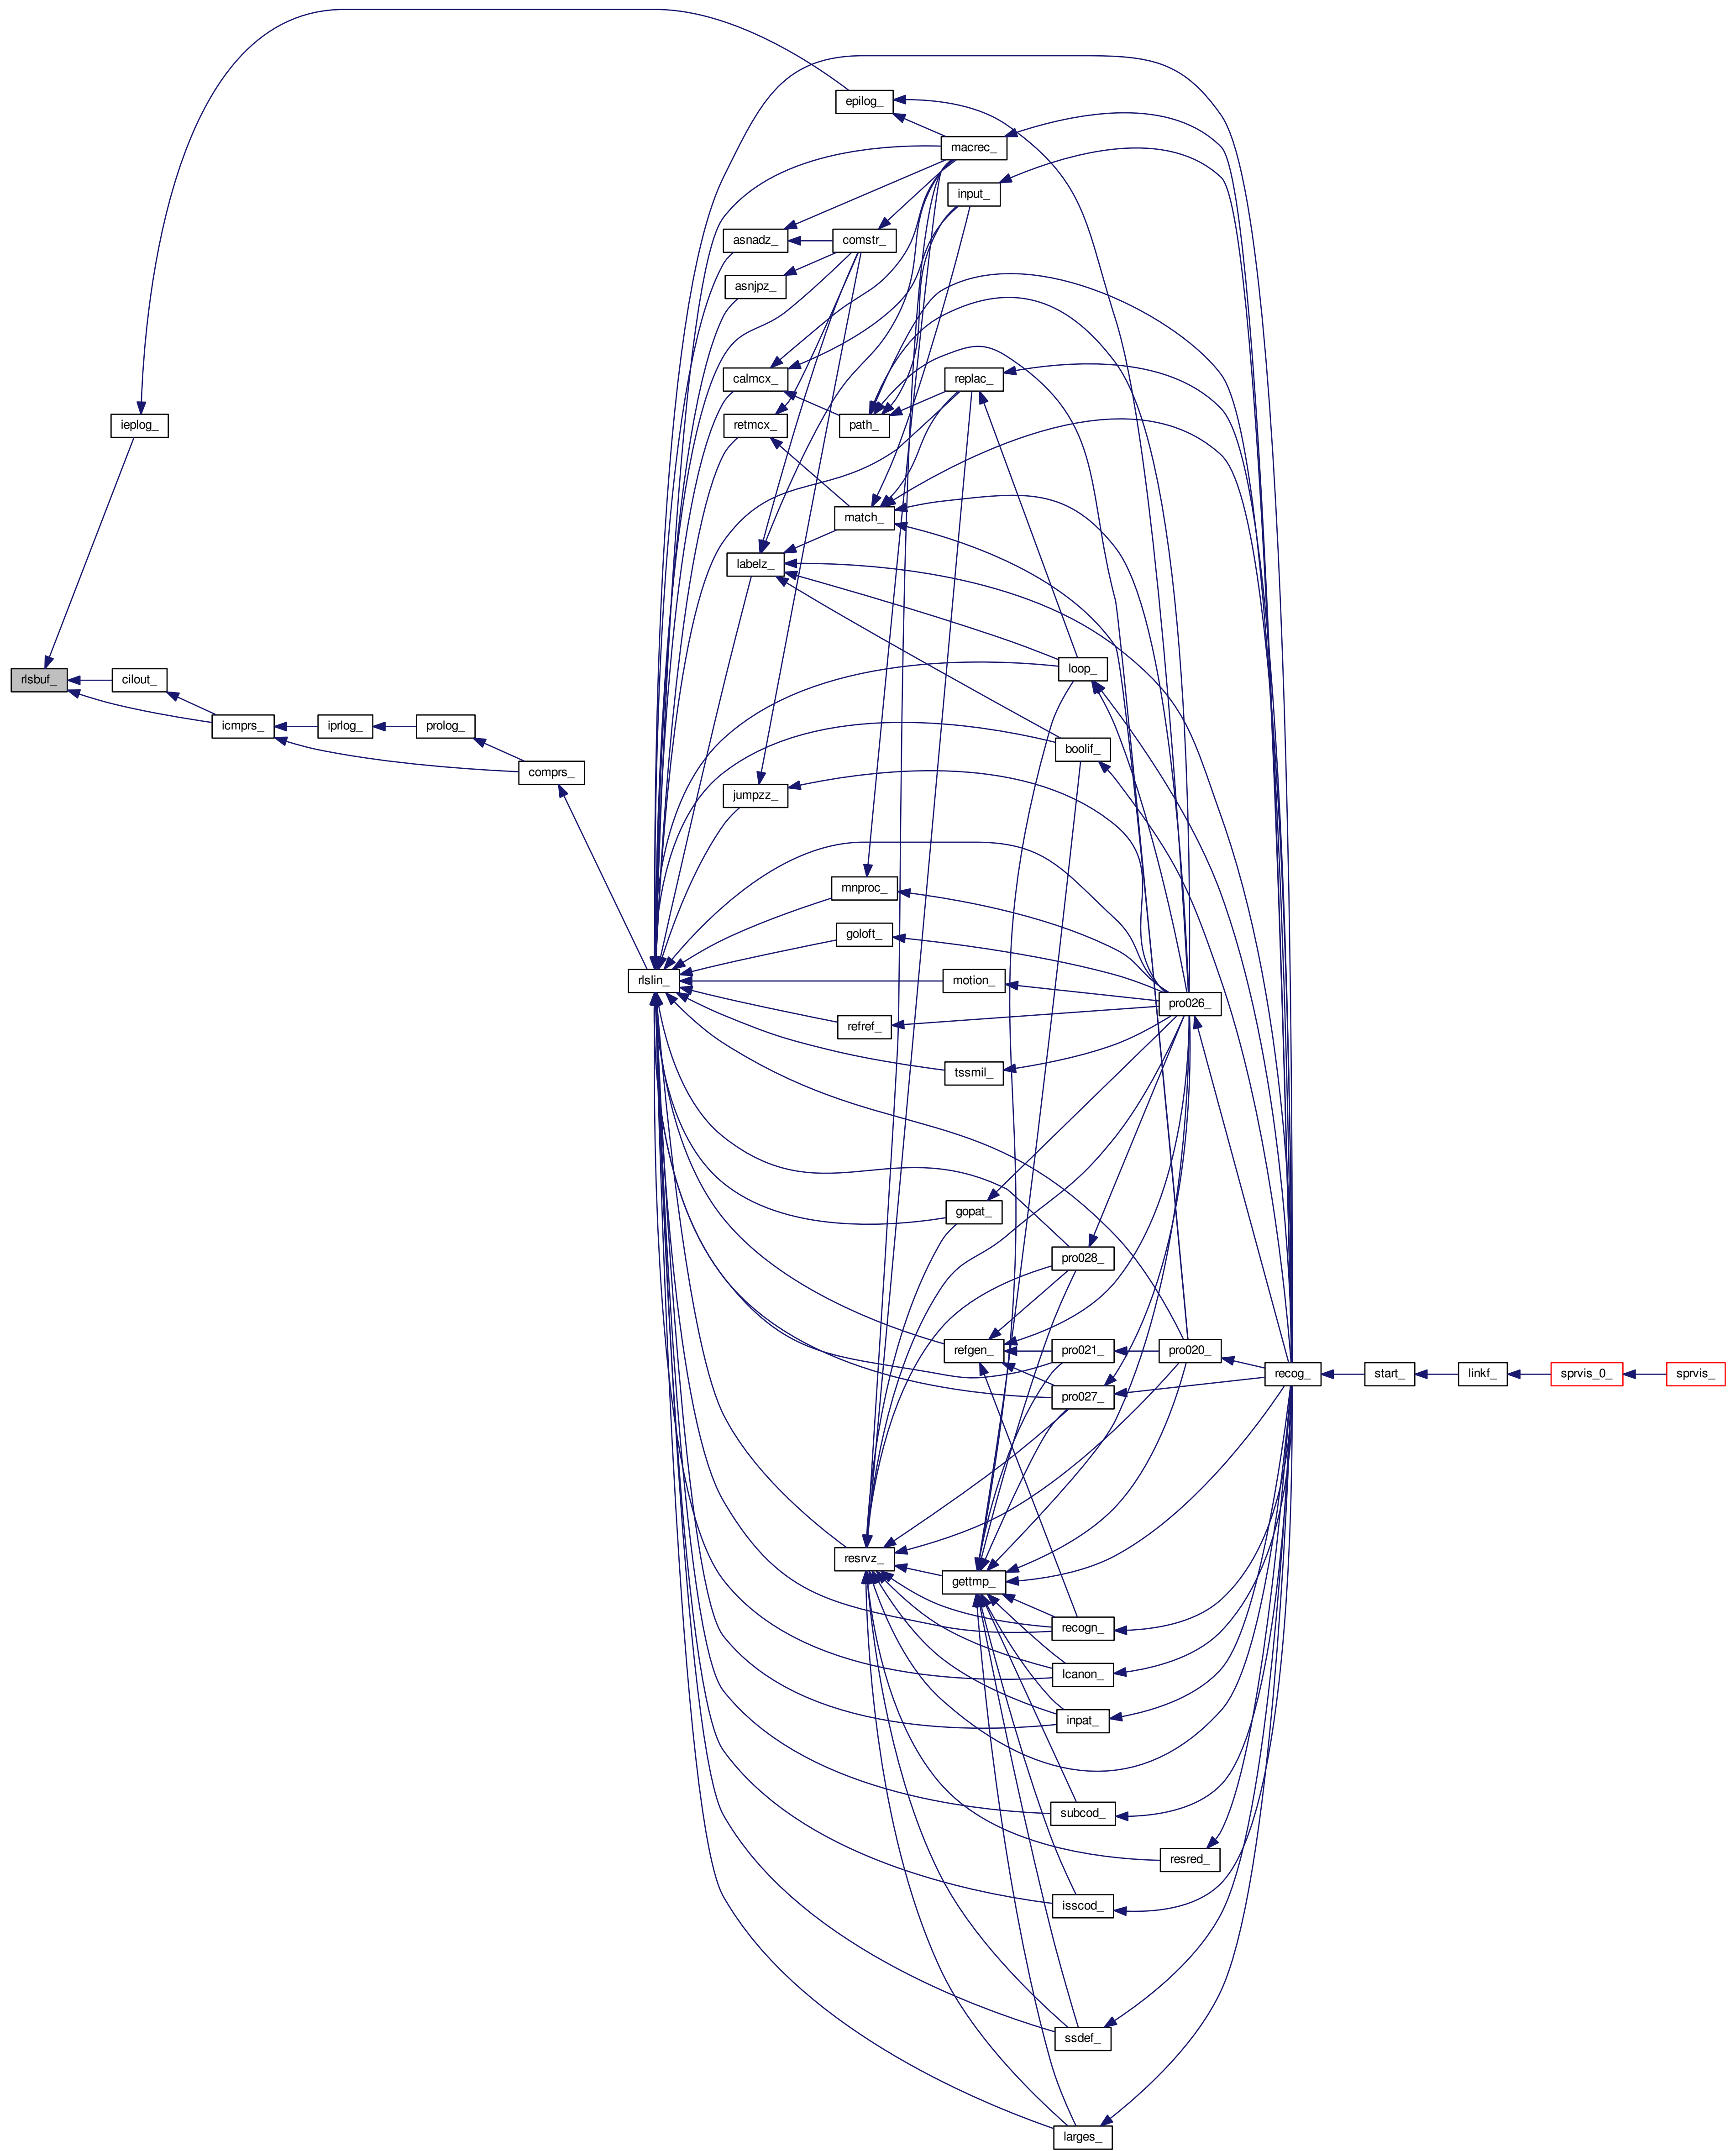 epilog_
macrec_
input_
asnadz_
comstr_
asnjpz_
calmcx_
replac_
ieplog_
retmcx_
path_
match_
labelz_
loop_
rlsbuf_
cilout_
icmprs_
iprlog_
prolog_
boolif_
comprs_
jumpzz_
mnproc_
goloft_
rlslin_
motion_
pro026_
refref_
tssmil_
gopat_
pro028_
refgen_
pro021_
pro020_
recog_
start_
linkf_
sprvis_0_
sprvis_
pro027_
resrvz_
gettmp_
recogn_
lcanon_
inpat_
subcod_
resred_
isscod_
ssdef_
larges_